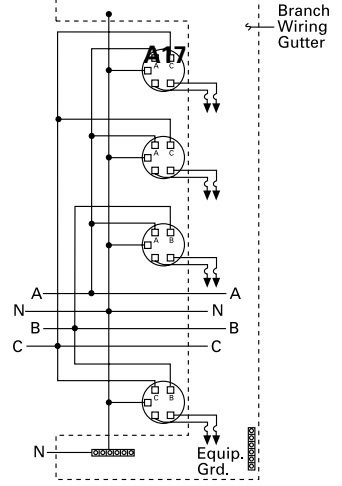 Branch
Wiring
Gutter
A17
A C
A C
A B
A A
N N
B B
C C
C B
N
Equip.
Grd.